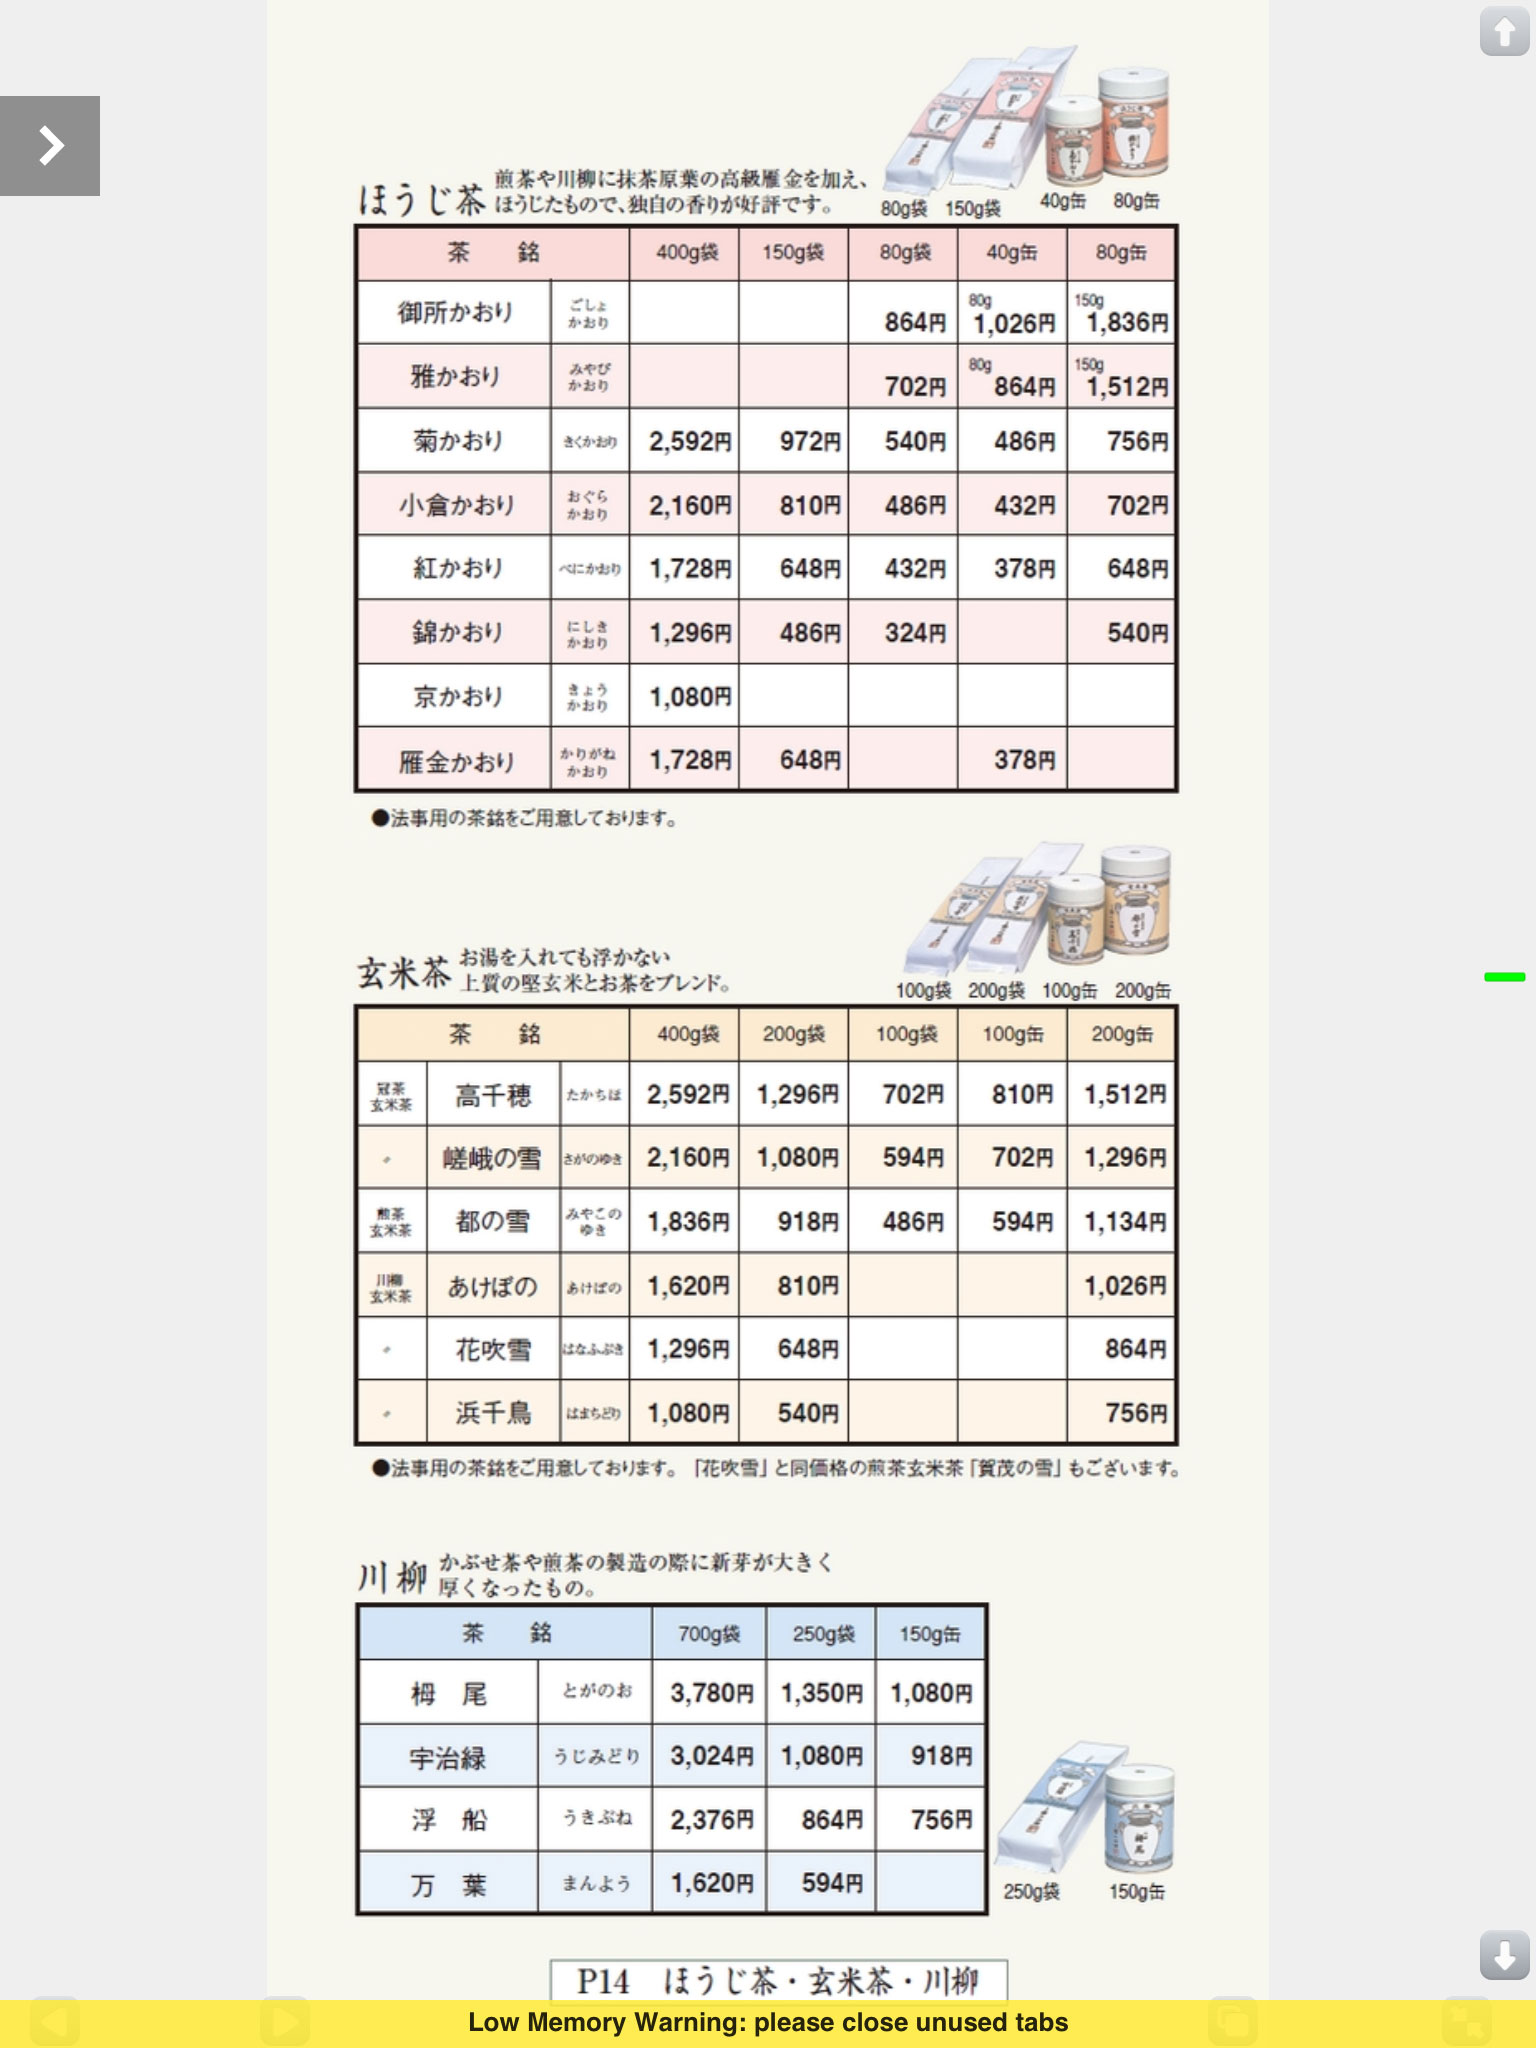 ほうじ茶
煎茶や川柳に抹茶原葉の高級雁金を加え、
ほうじたもので、独自の香りが好評です。
80g袋 150g袋 40g缶 80g缶
茶 銘 400g袋 150g袋 80g袋 40g缶 80g缶
御所かおり ごしょかおり 864円 80g 1,026円 150g 1,836円
雅かおり みやびかおり 702円 80g 864円 150g 1,512円
菊かおり きくかおり 2,592円 972円 540円 486円 756円
小倉かおり おぐらかおり 2,160円 810円 486円 432円 702円
紅かおり べにかおり 1,728円 648円 432円 378円 648円
錦かおり にしきかおり 1,296円 486円 324円 540円
京かおり きょうかおり 1,080円
雁金かおり かりがねかおり 1,728円 648円 378円
●法事用の茶銘をご用意しております。
玄米茶
お湯を入れても浮かない
上質の堅玄米とお茶をブレンド。
100g袋 200g袋 100g缶 200g缶
茶 銘 400g袋 200g袋 100g袋 100g缶 200g缶
冠茶玄米茶 高千穂 たかちほ 2,592円 1,296円 702円 810円 1,512円
〃 嵯峨の雪 さがのゆき 2,160円 1,080円 594円 702円 1,296円
煎茶玄米茶 都の雪 みやこのゆき 1,836円 918円 486円 594円 1,134円
川柳玄米茶 あけぼの あけぼの 1,620円 810円 1,026円
〃 花吹雪 はなふぶき 1,296円 648円 864円
〃 浜千鳥 はまちどり 1,080円 540円 756円
●法事用の茶銘をご用意しております。「花吹雪」と同価格の煎茶玄米茶「賀茂の雪」もございます。
川柳
かぶせ茶や煎茶の製造の際に新芽が大きく
厚くなったもの。
茶 銘 700g袋 250g袋 150g缶
栂 尾 とがのお 3,780円 1,350円 1,080円
宇治緑 うじみどり 3,024円 1,080円 918円
浮 船 うきぶね 2,376円 864円 756円
万 葉 まんよう 1,620円 594円
250g袋 150g缶
P14 ほうじ茶・玄米茶・川柳
Low Memory Warning: please close unused tabs